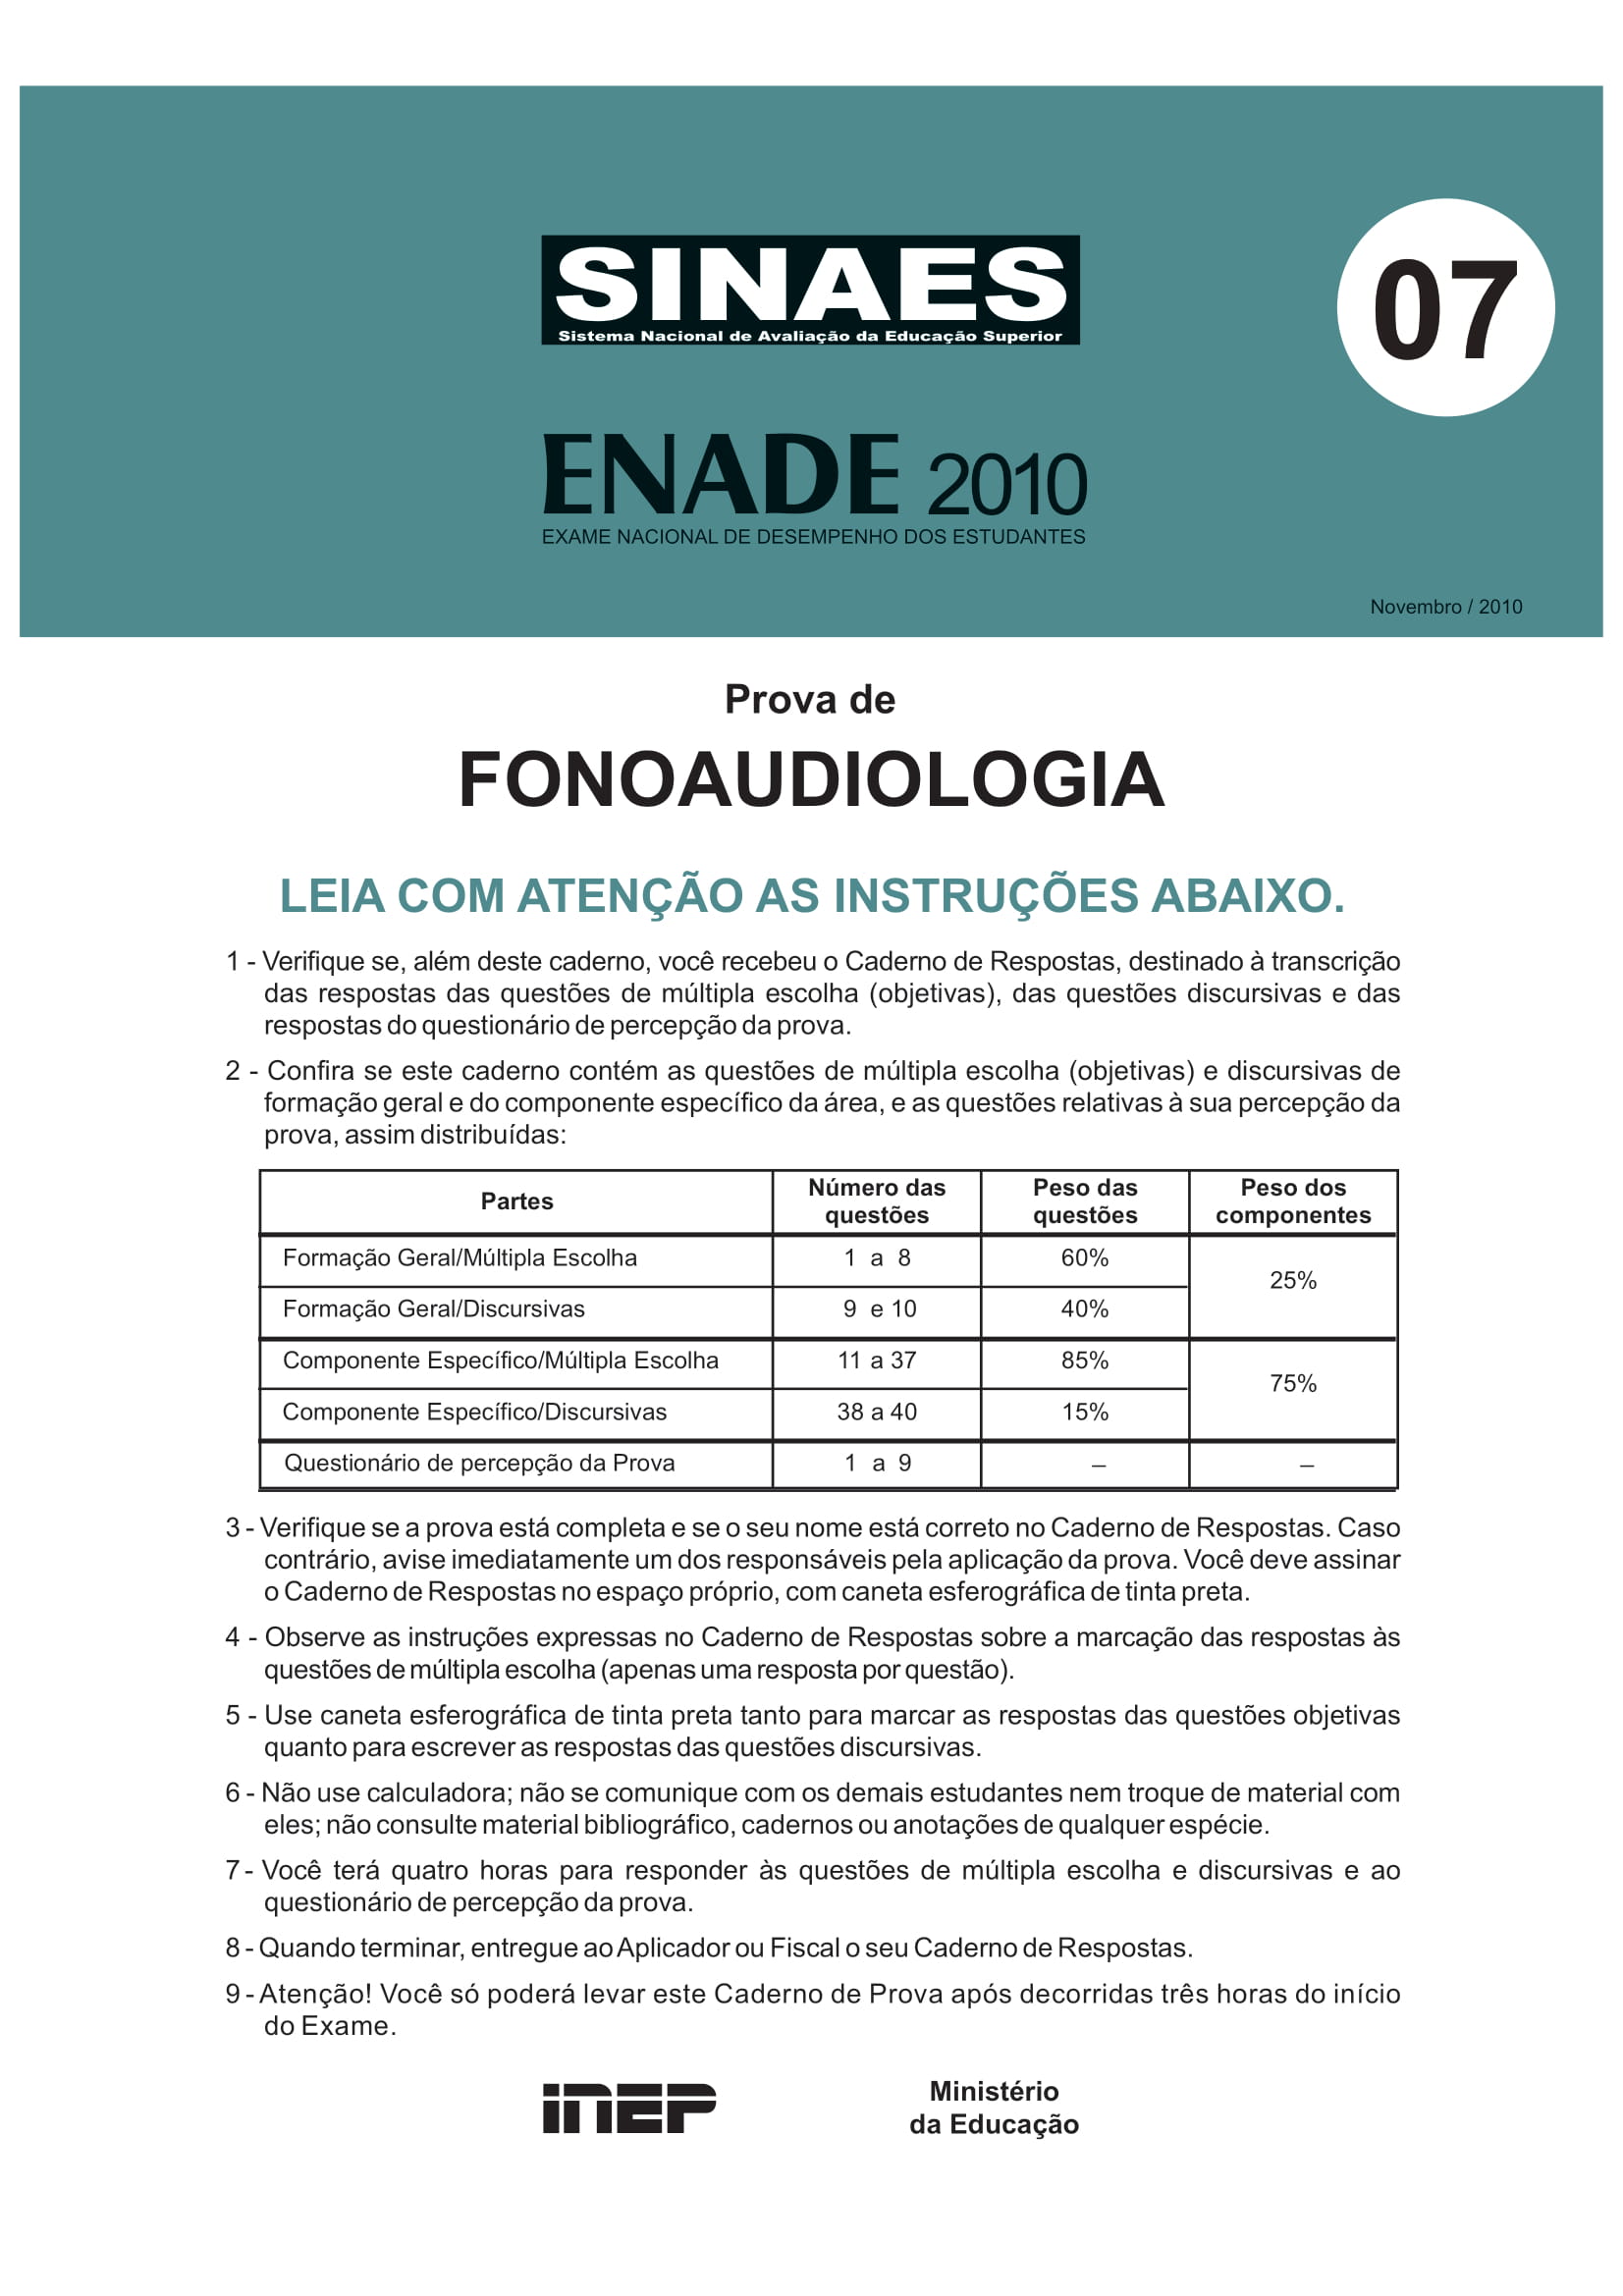 SINAES
Sistema Nacional de Avaliação da Educação Superior
07
ENADE 2010
EXAME NACIONAL DE DESEMPENHO DOS ESTUDANTES
Novembro / 2010
Prova de
FONOAUDIOLOGIA
LEIA COM ATENÇÃO AS INSTRUÇÕES ABAIXO.
1 - Verifique se, além deste caderno, você recebeu o Caderno de Respostas, destinado à transcrição
das respostas das questões de múltipla escolha (objetivas), das questões discursivas e das
respostas do questionário de percepção da prova.
2 - Confira se este caderno contém as questões de múltipla escolha (objetivas) e discursivas de
formação geral e do componente específico da área, e as questões relativas à sua percepção da
prova, assim distribuídas:
Partes
Número das
questões
Peso das
questões
Peso dos
componentes
Formação Geral/Múltipla Escolha 1 a 8 60%
25%
Formação Geral/Discursivas 9 e 10 40%
Componente Específico/Múltipla Escolha 11 a 37 85%
75%
Componente Específico/Discursivas 38 a 40 15%
Questionário de percepção da Prova 1 a 9 – –
3 - Verifique se a prova está completa e se o seu nome está correto no Caderno de Respostas. Caso
contrário, avise imediatamente um dos responsáveis pela aplicação da prova. Você deve assinar
o Caderno de Respostas no espaço próprio, com caneta esferográfica de tinta preta.
4 - Observe as instruções expressas no Caderno de Respostas sobre a marcação das respostas às
questões de múltipla escolha (apenas uma resposta por questão).
5 - Use caneta esferográfica de tinta preta tanto para marcar as respostas das questões objetivas
quanto para escrever as respostas das questões discursivas.
6 - Não use calculadora; não se comunique com os demais estudantes nem troque de material com
eles; não consulte material bibliográfico, cadernos ou anotações de qualquer espécie.
7 - Você terá quatro horas para responder às questões de múltipla escolha e discursivas e ao
questionário de percepção da prova.
8 - Quando terminar, entregue ao Aplicador ou Fiscal o seu Caderno de Respostas.
9 - Atenção! Você só poderá levar este Caderno de Prova após decorridas três horas do início
do Exame.
INEP
Ministério
da Educação